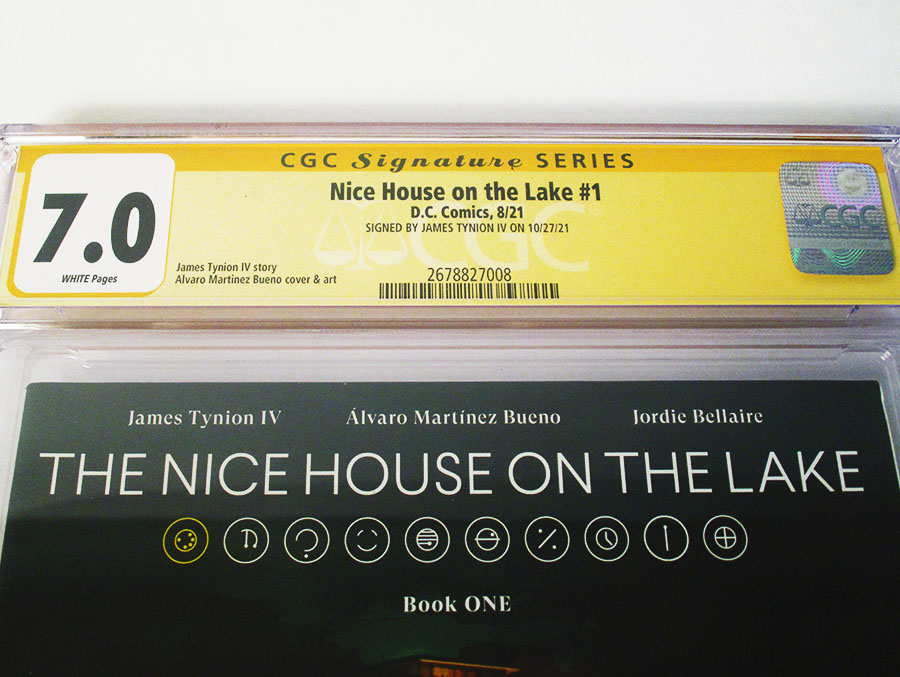 CGC Signature SERIES
Nice House on the Lake #1
D.C. Comics, 8/21
SIGNED BY JAMES TYNION IV ON 10/27/21
7.0
WHITE Pages
CGC
CGC
James Tynion IV story
Alvaro Martinez Bueno cover & art
2678827008
James Tynion IV Álvaro Martínez Bueno Jordie Bellaire
THE NICE HOUSE ON THE LAKE
Book ONE